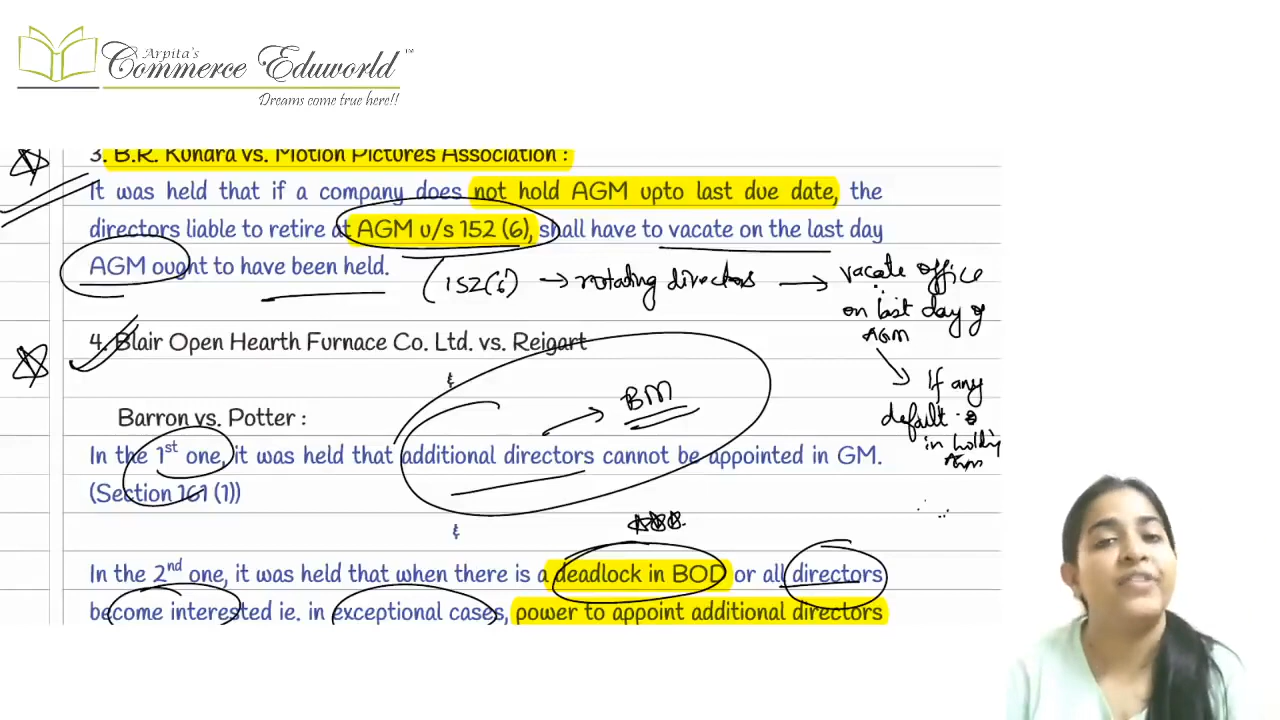 Arpita's
Commerce Eduworld™
Dreams come true here!!
3. B.R. Kundra vs. Motion Pictures Association :
It was held that if a company does not hold AGM upto last due date, the
directors liable to retire at AGM u/s 152 (6), shall have to vacate on the last day
AGM ought to have been held.
152(6) → rotating directors → vacate office
on last day of
AGM
If any
default
in holding
AGM
4. Blair Open Hearth Furnace Co. Ltd. vs. Reigart
&
BM
Barron vs. Potter :
In the 1st one, it was held that additional directors cannot be appointed in GM.
(Section 161 (1))
&
In the 2nd one, it was held that when there is a deadlock in BOD or all directors
become interested ie. in exceptional cases, power to appoint additional directors